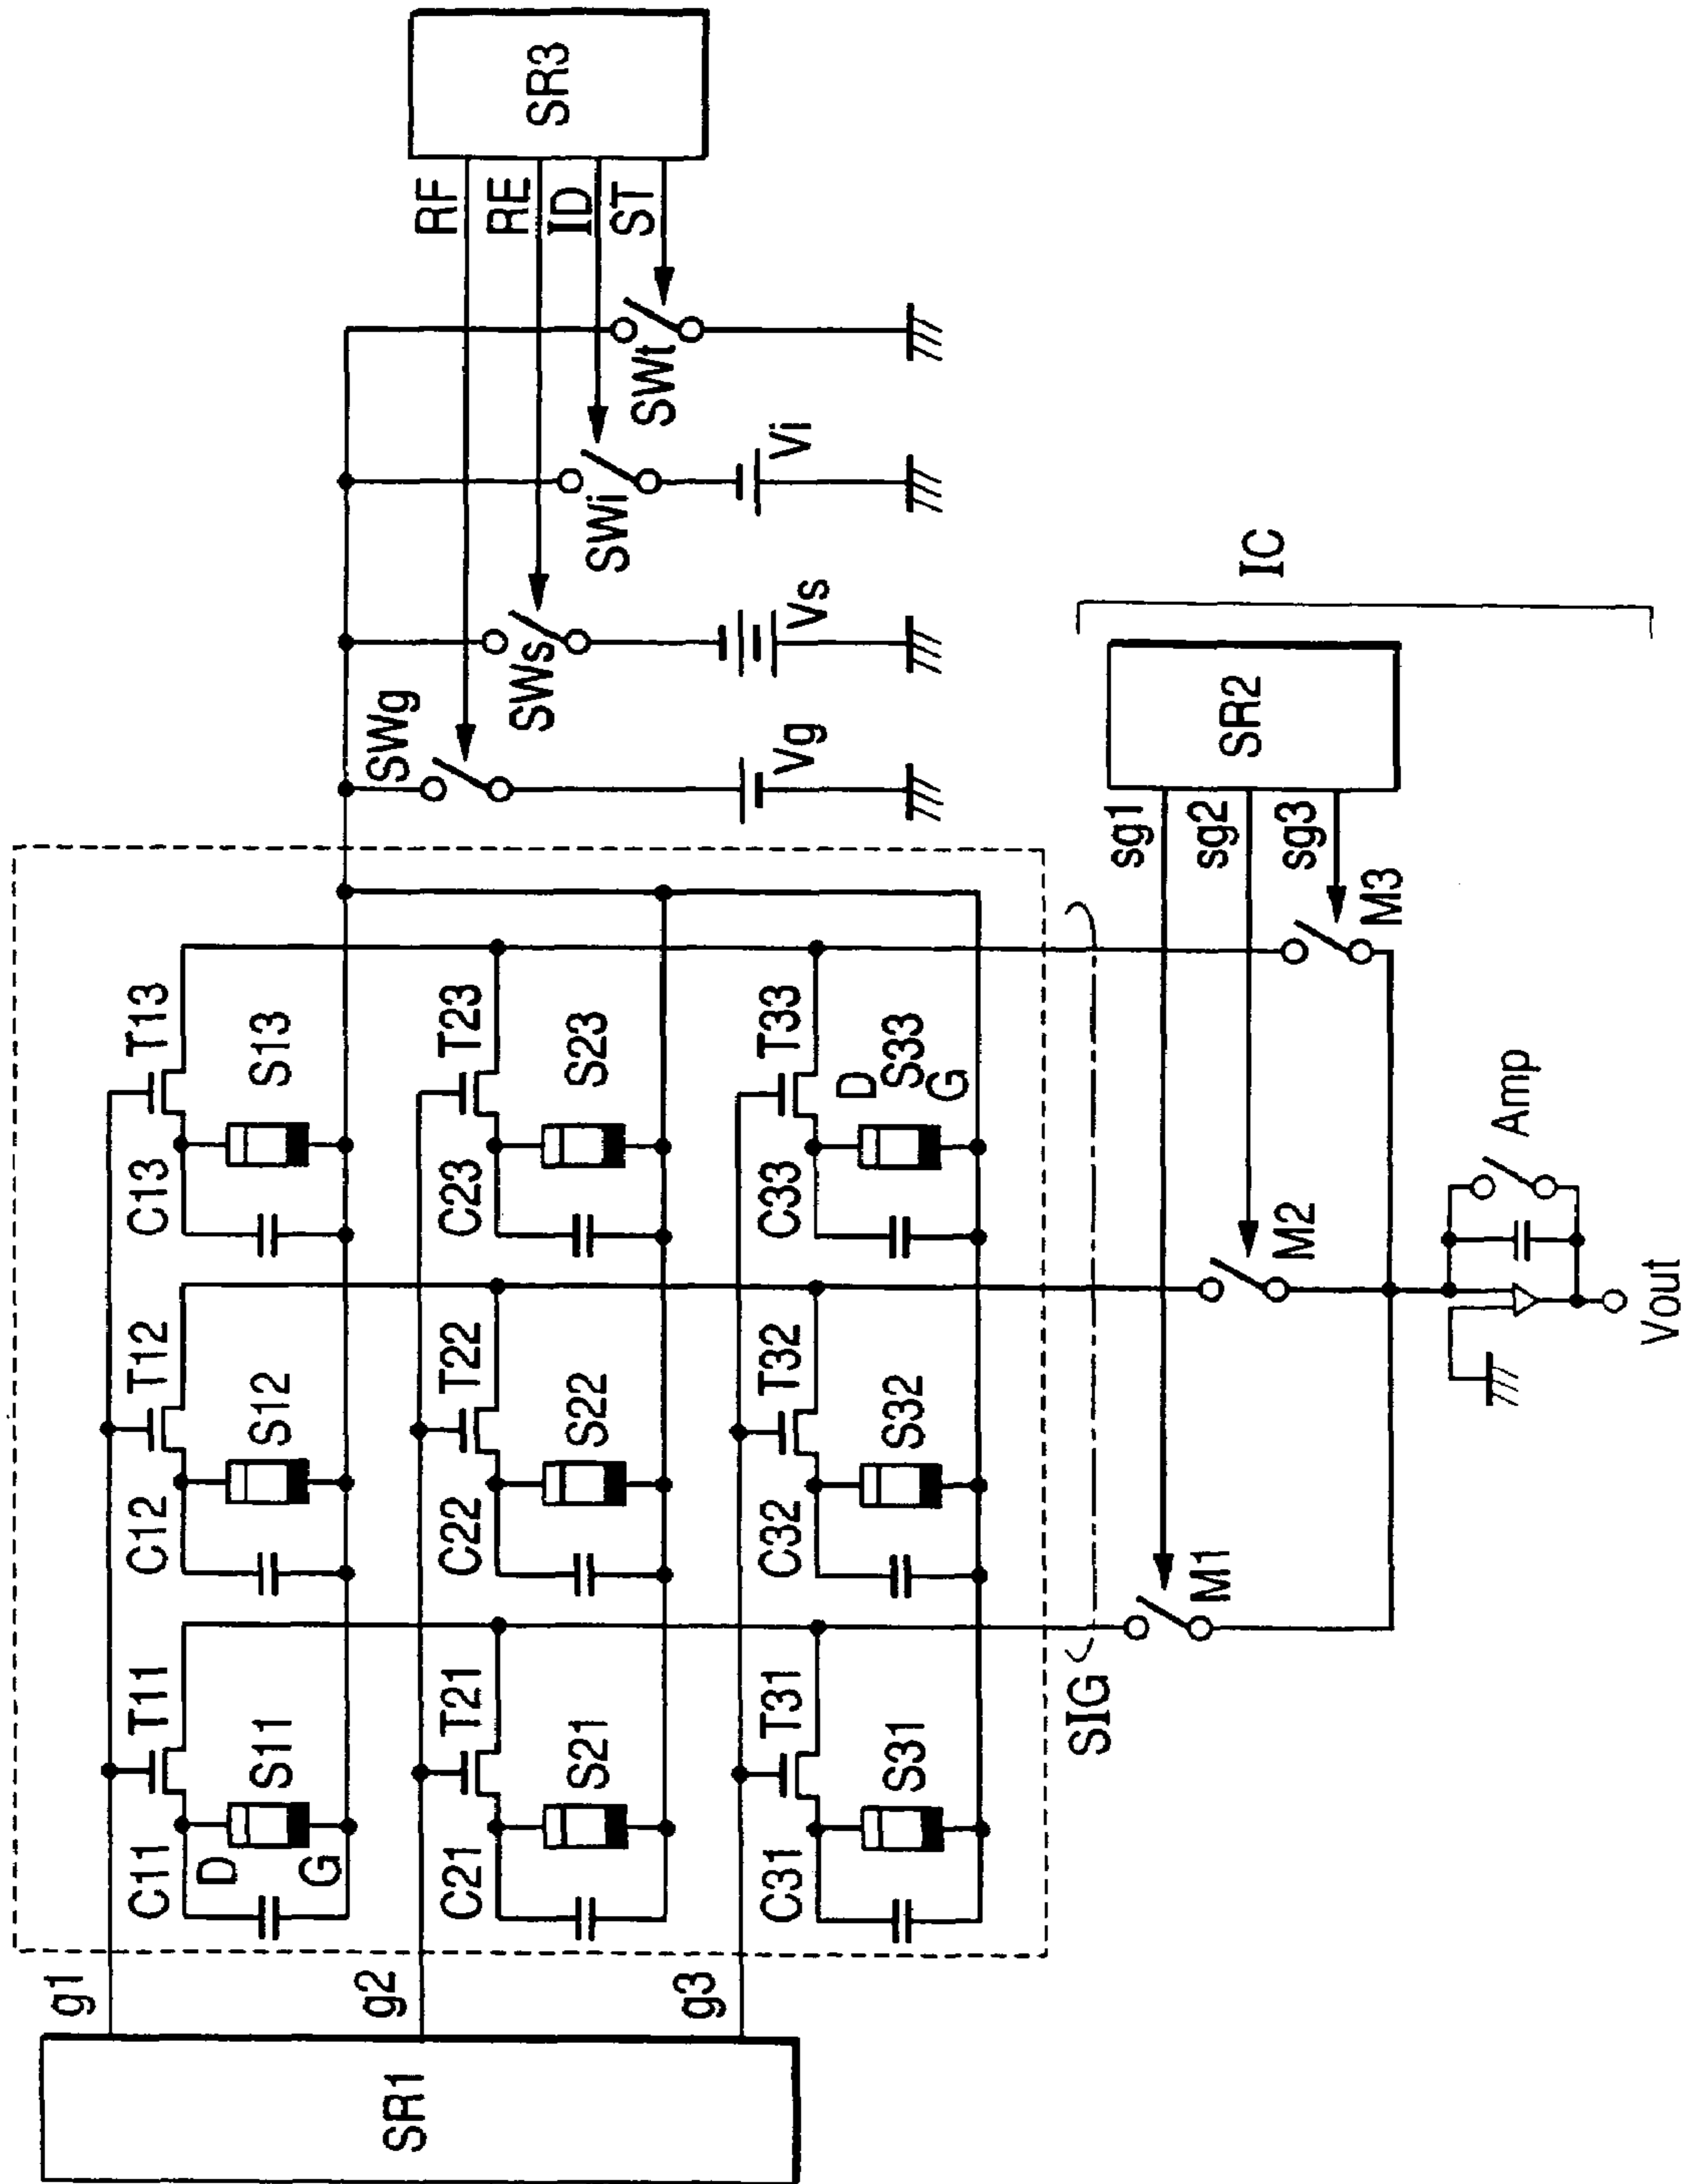 SR1
g1
g2
g3
C11
T11
C12
T12
C13
T13
D
S11
G
S12
S13
C21
T21
C22
T22
C23
T23
S21
S22
S23
C31
T31
C32
T32
C33
T33
S31
S32
D
S33
G
SWg
SWs
SWi
SWt
Vg
Vs
Vi
RF
RE
ID
ST
SR3
SIG
sg1
sg2
sg3
SR2
IC
M1
M2
M3
Amp
Vout